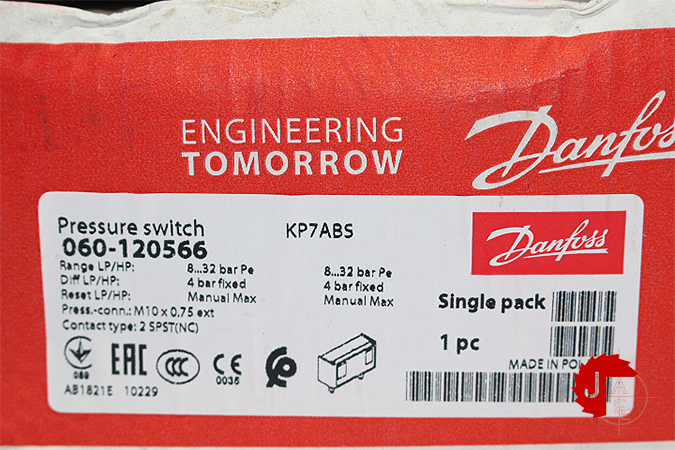 ENGINEERING
TOMORROW
Danfoss
Pressure switch KP7ABS
060-120566
Danfoss
Range LP/HP: 8...32 bar Pe 8...32 bar Pe
Diff LP/HP: 4 bar fixed 4 bar fixed
Reset LP/HP: Manual Max Manual Max
Press.-conn.: M10 x 0.75 ext
Contact type: 2 SPST(NC)
Single pack
1 pc
MADE IN PO
089
EAC
CCC
CE
0035
AB1821E 10229
J